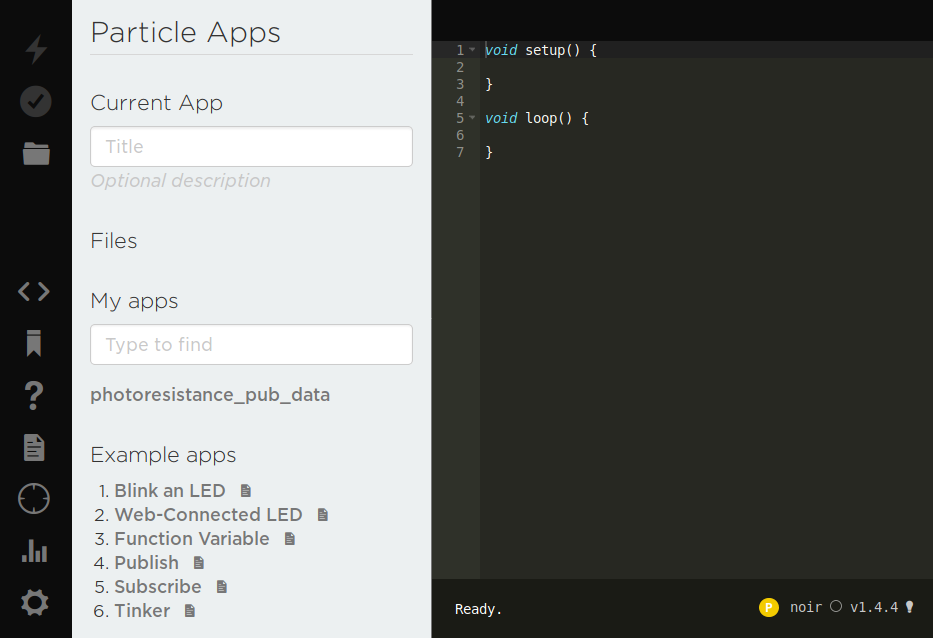 Particle Apps
Current App
Title
Optional description
Files
My apps
Type to find
photoresistance_pub_data
Example apps
1. Blink an LED
2. Web-Connected LED
3. Function Variable
4. Publish
5. Subscribe
6. Tinker
1 void setup() {
2
3 }
4
5 void loop() {
6
7 }
Ready.
P noir v1.4.4